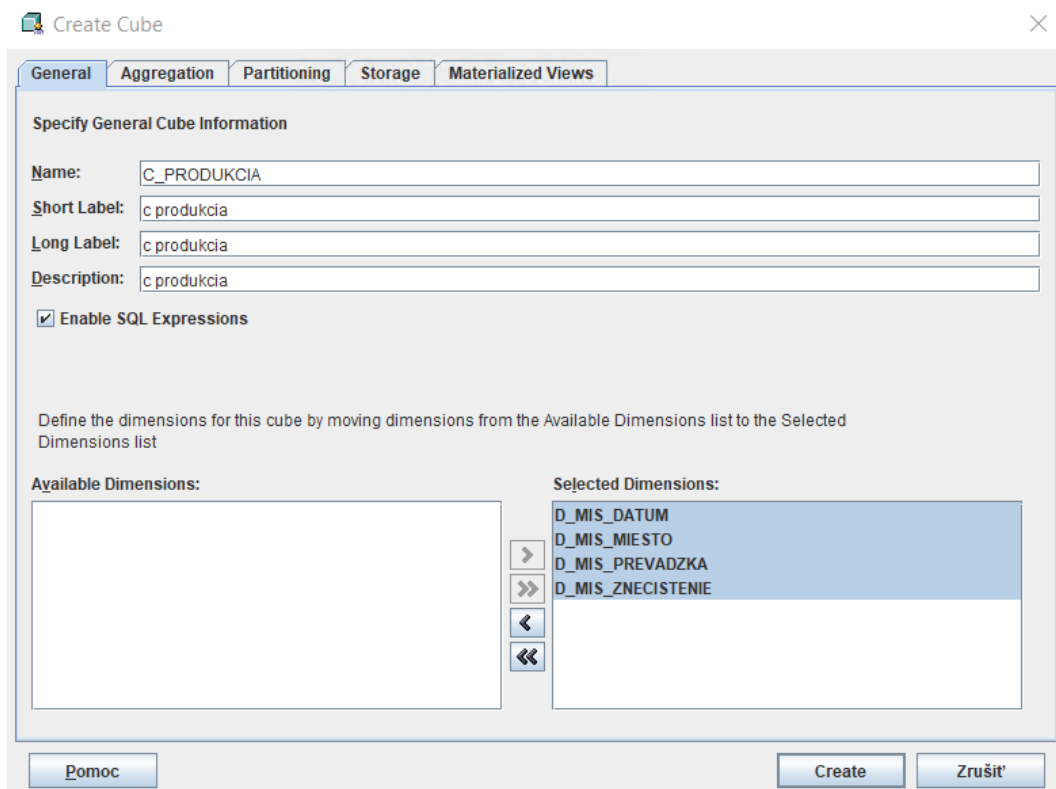 Create Cube
General Aggregation Partitioning Storage Materialized Views
Specify General Cube Information
Name: C_PRODUKCIA
Short Label: c produkcia
Long Label: c produkcia
Description: c produkcia
Enable SQL Expressions
Define the dimensions for this cube by moving dimensions from the Available Dimensions list to the Selected
Dimensions list
Available Dimensions:
Selected Dimensions:
D_MIS_DATUM
D_MIS_MIESTO
D_MIS_PREVADZKA
D_MIS_ZNECISTENIE
Pomoc Create Zrušiť